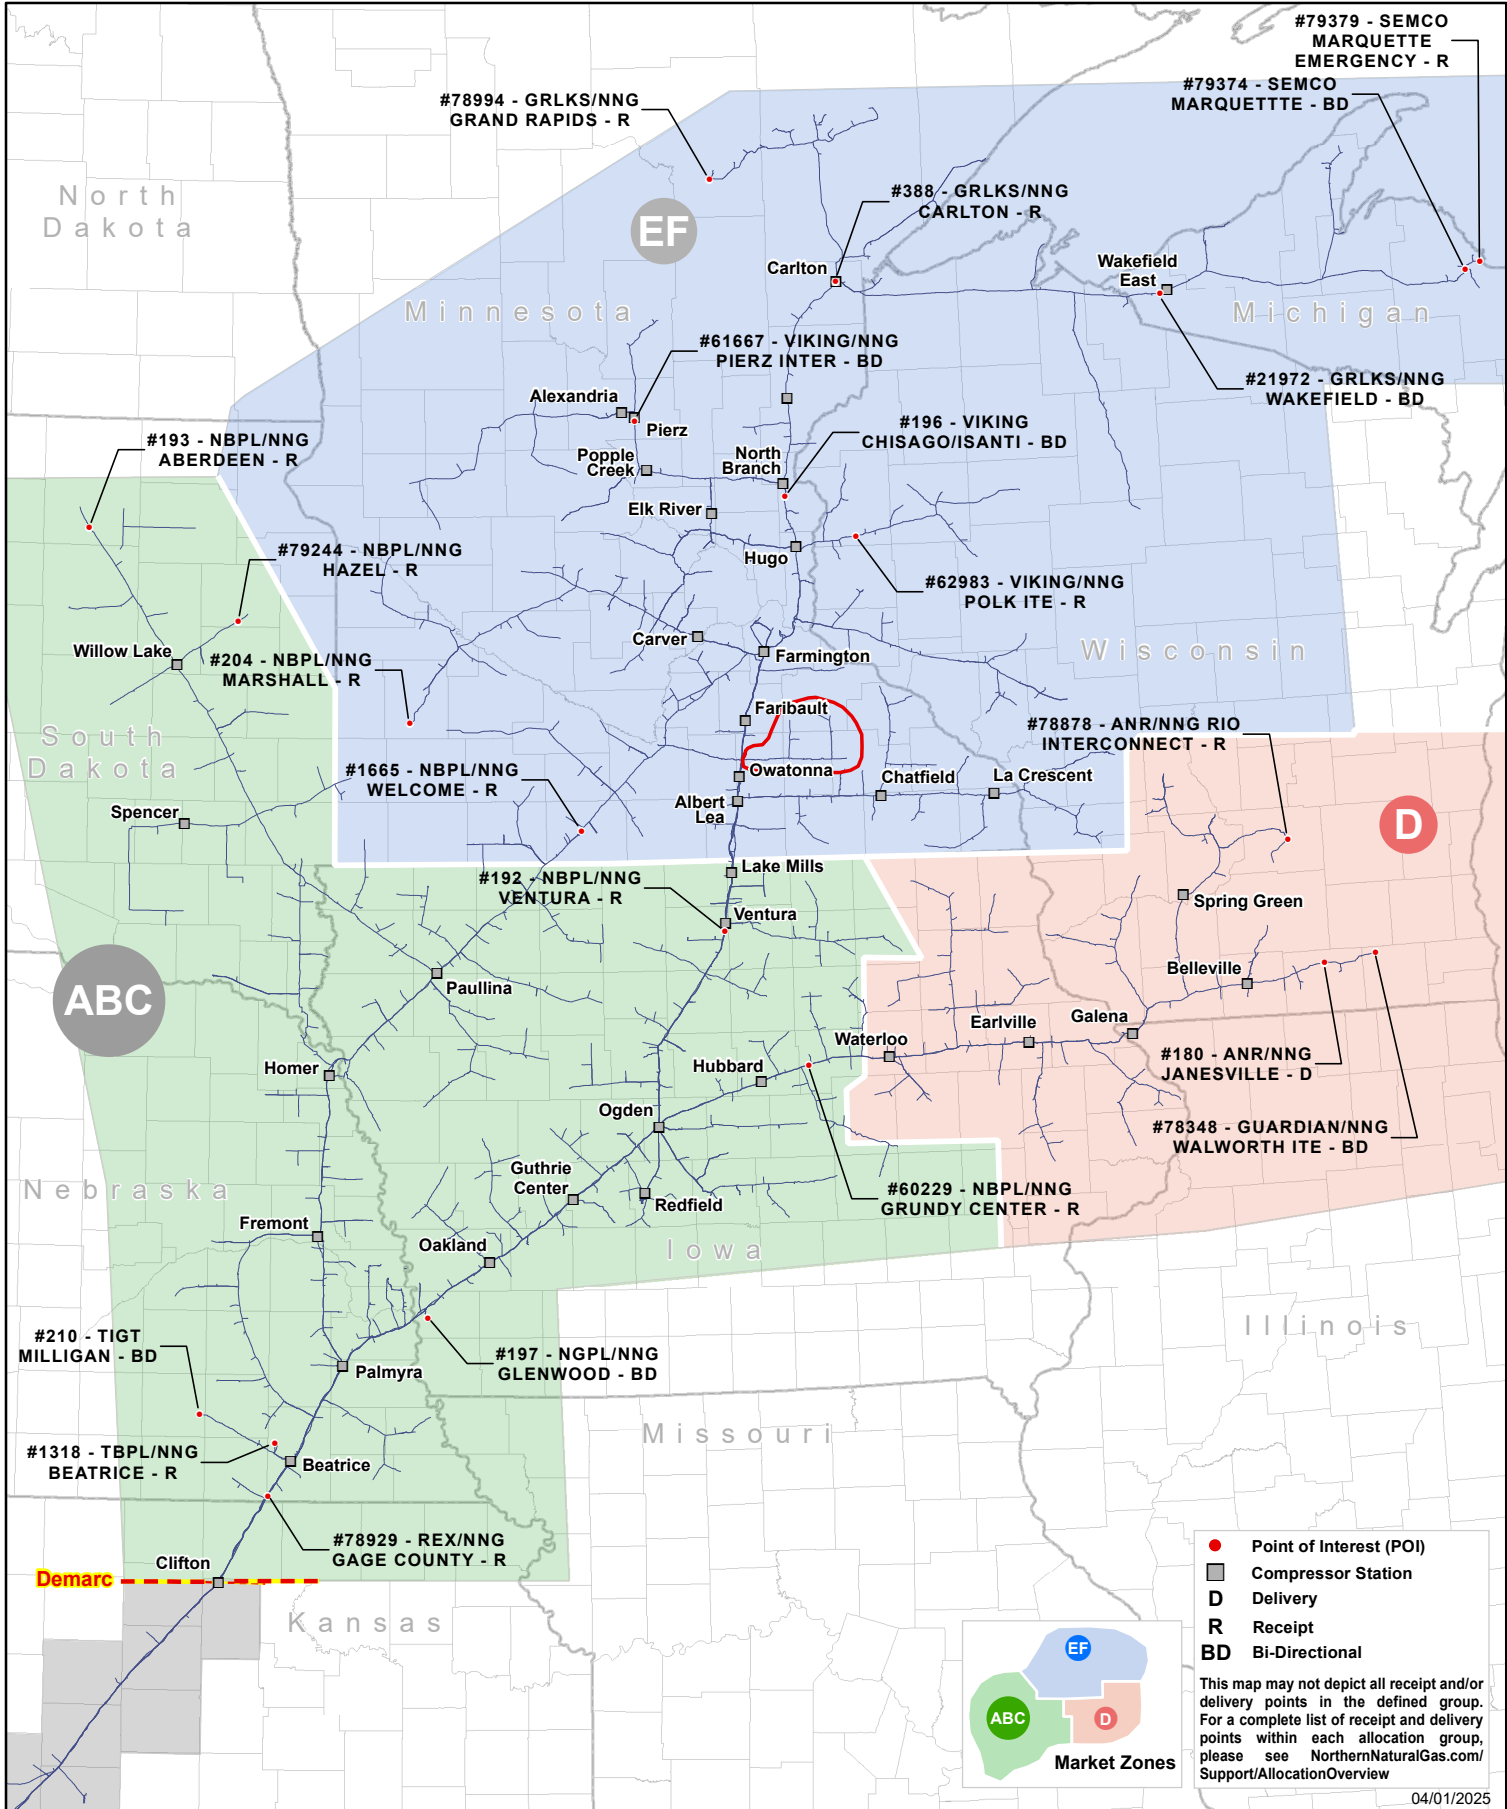 #79379 - SEMCO
MARQUETTE
EMERGENCY - R
#79374 - SEMCO
MARQUETTTE - BD
#78994 - GRLKS/NNG
GRAND RAPIDS - R
North
Dakota
#388 - GRLKS/NNG
CARLTON - R
EF
Carlton
Wakefield
East
Minnesota
Michigan
#61667 - VIKING/NNG
PIERZ INTER - BD
#21972 - GRLKS/NNG
WAKEFIELD - BD
Alexandria
Pierz
#196 - VIKING
CHISAGO/ISANTI - BD
#193 - NBPL/NNG
ABERDEEN - R
Popple
Creek
North
Branch
Elk River
#79244 - NBPL/NNG
HAZEL - R
Hugo
#62983 - VIKING/NNG
POLK ITE - R
Willow Lake
#204 - NBPL/NNG
MARSHALL - R
Carver
Farmington
Wisconsin
Faribault
#78878 - ANR/NNG RIO
INTERCONNECT - R
South
Dakota
#1665 - NBPL/NNG
WELCOME - R
Owatonna
Chatfield
La Crescent
Spencer
Albert
Lea
D
#192 - NBPL/NNG
VENTURA - R
Lake Mills
Ventura
Spring Green
ABC
Paullina
Belleville
Earlville
Galena
Waterloo
Homer
Hubbard
#180 - ANR/NNG
JANESVILLE - D
Ogden
#78348 - GUARDIAN/NNG
WALWORTH ITE - BD
Guthrie
Center
Redfield
#60229 - NBPL/NNG
GRUNDY CENTER - R
Nebraska
Fremont
Oakland
Iowa
#210 - TIGT
MILLIGAN - BD
Illinois
#197 - NGPL/NNG
GLENWOOD - BD
Palmyra
Missouri
#1318 - TBPL/NNG
BEATRICE - R
Beatrice
#78929 - REX/NNG
GAGE COUNTY - R
Clifton
Demarc
Kansas
Point of Interest (POI)
Compressor Station
D Delivery
R Receipt
BD Bi-Directional
This map may not depict all receipt and/or
delivery points in the defined group.
For a complete list of receipt and delivery
points within each allocation group,
please see NorthernNaturalGas.com/
Support/AllocationOverview
EF
ABC
D
Market Zones
04/01/2025